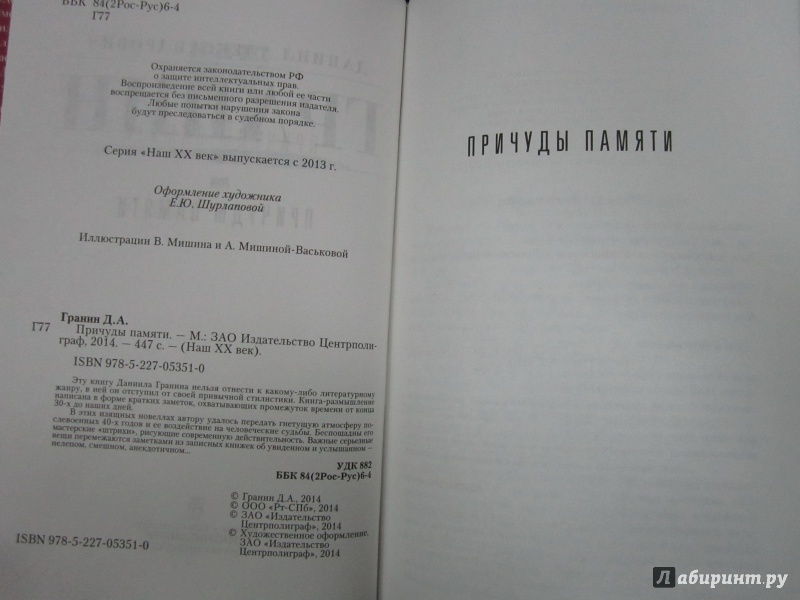 ББК 84(2Рос-Рус)6-4
Г77
Охраняется законодательством РФ
о защите интеллектуальных прав.
Воспроизведение всей книги или любой ее части
воспрещается без письменного разрешения издателя.
Любые попытки нарушения закона
будут преследоваться в судебном порядке.
Серия «Наш XX век» выпускается с 2013 г.
Оформление художника
Е.Ю. Шурлаповой
Иллюстрации В. Мишина и А. Мишиной-Васьковой
Гранин Д.А.
Г77 Причуды памяти. — М.: ЗАО Издательство Центрполи-
граф, 2014. — 447 с. — (Наш XX век).
ISBN 978-5-227-05351-0
Эту книгу Даниила Гранина нельзя отнести к какому-либо литературному
жанру, в ней он отступил от своей привычной стилистики. Книга-размышление
написана в форме кратких заметок, охватывающих промежуток времени от конца
30-х до наших дней.
В этих изящных новеллах автору удалось передать гнетущую атмосферу по-
слевоенных 40-х годов и ее воздействие на человеческие судьбы. Беспощадны его
мастерские «штрихи», рисующие современную действительность. Важные серьезные
вещи перемежаются заметками из записных книжек об увиденном и услышанном —
нелепом, смешном, анекдотичном...
УДК 882
ББК 84(2Рос-Рус)6-4
© Гранин Д.А., 2014
© ООО «Рт-СПб», 2014
© ЗАО «Издательство
Центрполиграф», 2014
© Художественное оформление,
ЗАО «Издательство
Центрполиграф», 2014
ISBN 978-5-227-05351-0
ПРИЧУДЫ ПАМЯТИ
Лабиринт.ру